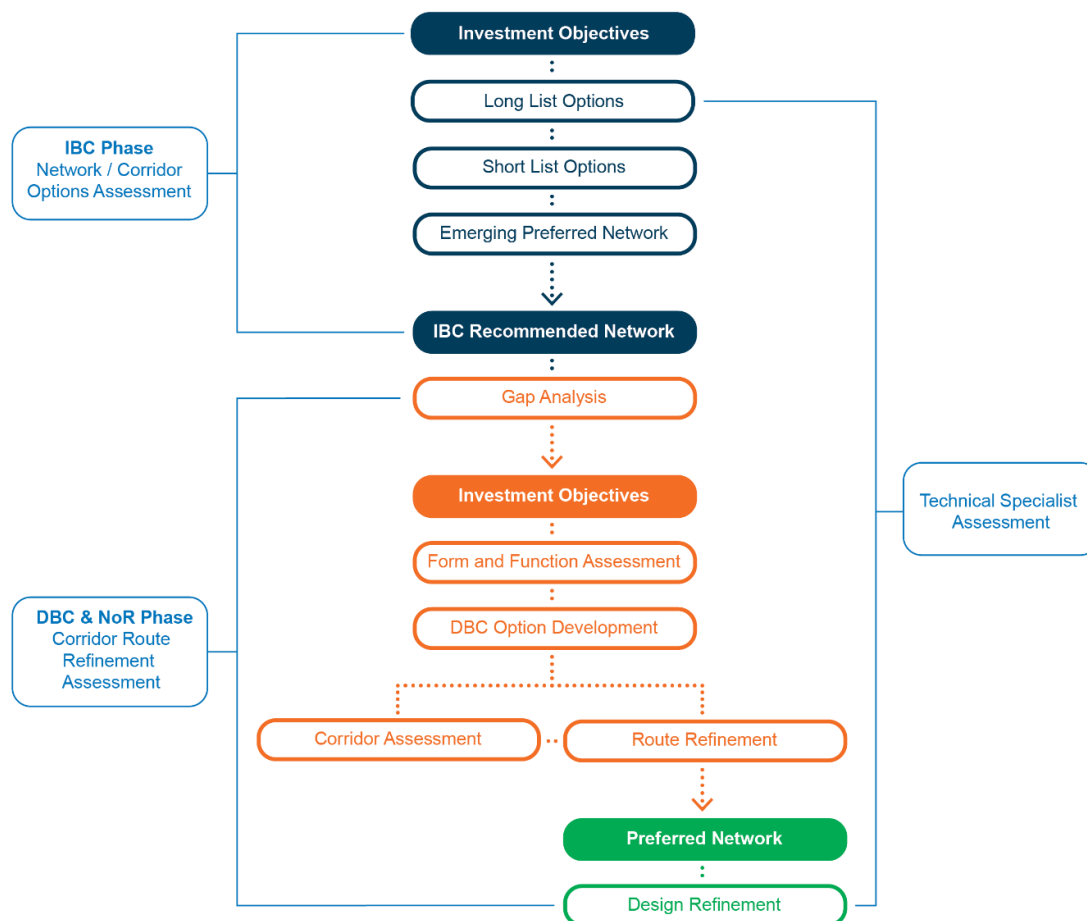 Investment Objectives
Long List Options
IBC Phase
Network / Corridor
Options Assessment
Short List Options
Emerging Preferred Network
IBC Recommended Network
Gap Analysis
Investment Objectives
Technical Specialist
Assessment
Form and Function Assessment
DBC & NoR Phase
Corridor Route
Refinement
Assessment
DBC Option Development
Corridor Assessment
Route Refinement
Preferred Network
Design Refinement